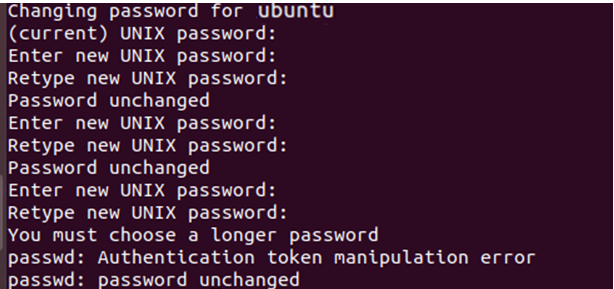 Changing password for ubuntu
(current) UNIX password:
Enter new UNIX password:
Retype new UNIX password:
Password unchanged
Enter new UNIX password:
Retype new UNIX password:
Password unchanged
Enter new UNIX password:
Retype new UNIX password:
You must choose a longer password
passwd: Authentication token manipulation error
passwd: password unchanged